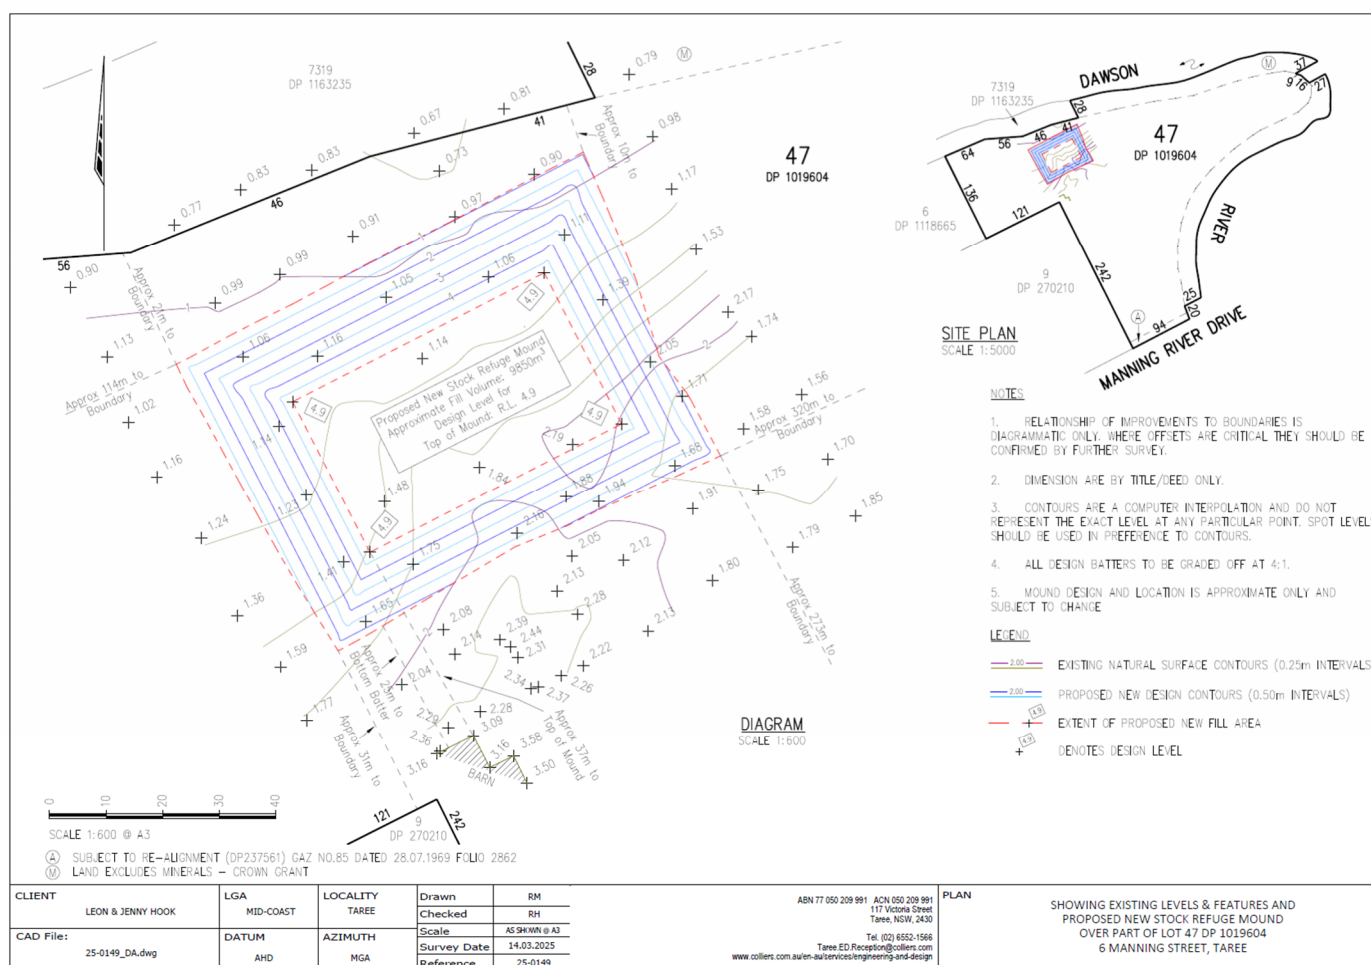 7319
DP 1163235
28
0.79
M
0.81
41
0.67
Approx 10m to
Boundary
0.98
0.83
0.83
46
0.73
0.90
47
DP 1019604
0.77
0.91
0.97
1.17
56
0.90
0.99
0.99
1.11
1.53
Approx 21m to
Boundary
1
1
2
3
4
1.05
1.06
4.9
1.39
2.17
1.74
1.13
1.06
1.16
1.14
2.05
2
Approx 114m to
Boundary
1.02
4.9
Proposed New Stock Refuge Mound
Approximate Fill Volume: 9850m³
Design Level for
Top of Mound: R.L. 4.9
4.9
1.71
1.56
1.58
Approx 320m to
Boundary
1.14
2.19
1.16
1.84
1.68
1.70
1.23
1.48
1.88
1.94
1.75
1.24
4.9
2.16
1.91
1.85
1.41
1.75
2.05
2.12
1.79
1.36
1.65
2.13
1.80
2
2.08
2.28
2.13
Approx 273m to
Boundary
1.59
2.14
2.39
2.44
2.31
2.22
2.04
2.34
2.37
2.26
1.77
Approx 25m to
Bottom Batter
2.29
2.28
Approx 31m to
Boundary
2.36
3.09
Approx 37m to
Top of Mound
3.16
3.16
3.58
BARN
3.50
121
242
9
DP 270210
DIAGRAM
SCALE 1:600
0 10 20 30 40
SCALE 1:600 @ A3
A SUBJECT TO RE-ALIGNMENT (DP237561) GAZ NO.85 DATED 28.07.1969 FOLIO 2862
M LAND EXCLUDES MINERALS - CROWN GRANT
DAWSON
M
37
9
16
27
7319
DP 1163235
28
41
46
56
64
47
DP 1019604
136
121
6
DP 1118665
RIVER
9
DP 270210
242
25
20
A
94
MANNING RIVER DRIVE
SITE PLAN
SCALE 1:5000
NOTES
1. RELATIONSHIP OF IMPROVEMENTS TO BOUNDARIES IS
DIAGRAMMATIC ONLY. WHERE OFFSETS ARE CRITICAL THEY SHOULD BE
CONFIRMED BY FURTHER SURVEY.
2. DIMENSION ARE BY TITLE/DEED ONLY.
3. CONTOURS ARE A COMPUTER INTERPOLATION AND DO NOT
REPRESENT THE EXACT LEVEL AT ANY PARTICULAR POINT. SPOT LEVEL
SHOULD BE USED IN PREFERENCE TO CONTOURS.
4. ALL DESIGN BATTERS TO BE GRADED OFF AT 4:1.
5. MOUND DESIGN AND LOCATION IS APPROXIMATE ONLY AND
SUBJECT TO CHANGE
LEGEND
2.00 EXISTING NATURAL SURFACE CONTOURS (0.25m INTERVALS
2.00 PROPOSED NEW DESIGN CONTOURS (0.50m INTERVALS)
4.9 EXTENT OF PROPOSED NEW FILL AREA
4.9 DENOTES DESIGN LEVEL
CLIENT
LEON & JENNY HOOK
CAD File:
25-0149_DA.dwg
LGA
MID-COAST
DATUM
AHD
LOCALITY
TAREE
AZIMUTH
MGA
Drawn RM
Checked RH
Scale AS SHOWN @ A3
Survey Date 14.03.2025
Reference 25-0149
ABN 77 050 209 991 ACN 050 209 991
117 Victoria Street
Taree, NSW, 2430
Tel. (02) 6552-1566
Taree.ED.Reception@colliers.com
www.colliers.com.au/en-au/services/engineering-and-design
PLAN
SHOWING EXISTING LEVELS & FEATURES AND
PROPOSED NEW STOCK REFUGE MOUND
OVER PART OF LOT 47 DP 1019604
6 MANNING STREET, TAREE